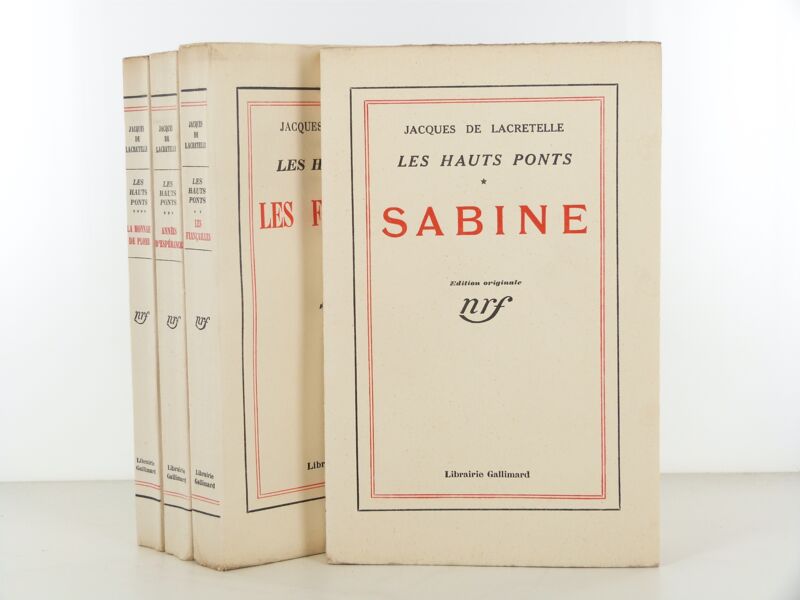 JACQUES
DE
LACRETELLE
LES
HAUTS
PONTS
****
LA MONNAIE
DE PLOMB
nrf
Librairie
Gallimard
JACQUES
DE
LACRETELLE
LES
HAUTS
PONTS
***
ANNÉES
D'ESPÉRANCE
nrf
Librairie
Gallimard
JACQUES
DE
LACRETELLE
LES
HAUTS
PONTS
**
LES
FIANÇAILLES
nrf
Librairie
Gallimard
JACQUES
LES H
LES F
Libr
JACQUES DE LACRETELLE
LES HAUTS PONTS
*
SABINE
Edition originale
nrf
Librairie Gallimard